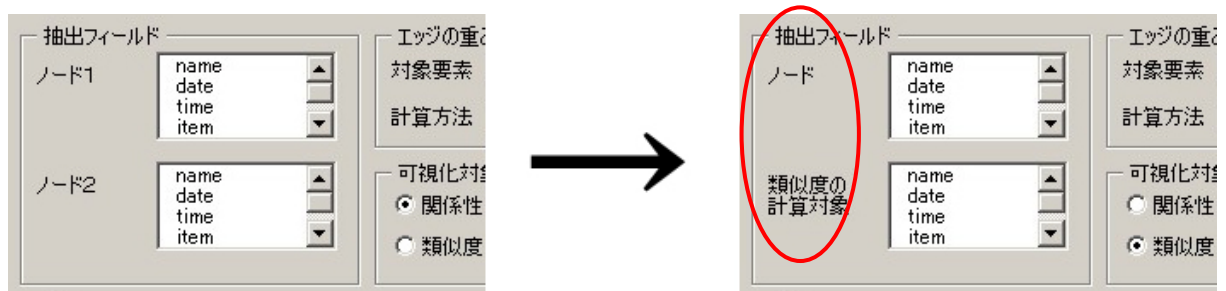 抽出フィールド
ノード1
name
date
time
item
ノード2
name
date
time
item
エッジの重
対象要素
計算方法
可視化対
関係性
類似度
抽出フィールド
ノード
name
date
time
item
類似度の
計算対象
name
date
time
item
エッジの重
対象要素
計算方法
可視化対
関係性
類似度